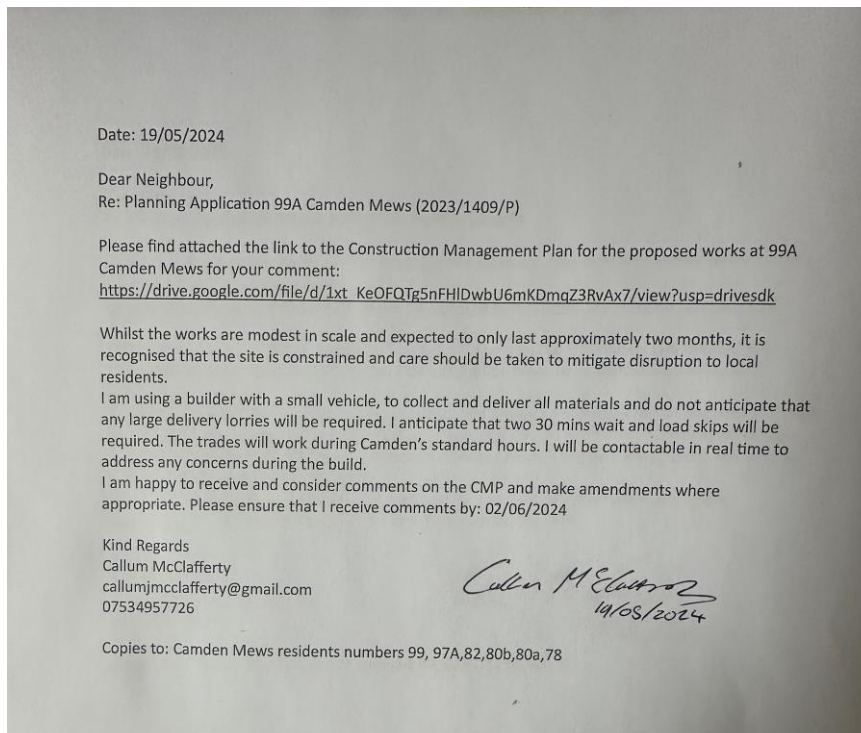 Date: 19/05/2024
Dear Neighbour,
Re: Planning Application 99A Camden Mews (2023/1409/P)
Please find attached the link to the Construction Management Plan for the proposed works at 99A
Camden Mews for your comment:
https://drive.google.com/file/d/1xt_KeOFQTg5nFHlDwbU6mKDmqZ3RvAx7/view?usp=drivesdk
Whilst the works are modest in scale and expected to only last approximately two months, it is
recognised that the site is constrained and care should be taken to mitigate disruption to local
residents.
I am using a builder with a small vehicle, to collect and deliver all materials and do not anticipate that
any large delivery lorries will be required. I anticipate that two 30 mins wait and load skips will be
required. The trades will work during Camden's standard hours. I will be contactable in real time to
address any concerns during the build.
I am happy to receive and consider comments on the CMP and make amendments where
appropriate. Please ensure that I receive comments by: 02/06/2024
Kind Regards
Callum McClafferty
callumjmcclafferty@gmail.com
07534957726
19/05/2024
Copies to: Camden Mews residents numbers 99, 97A,82,80b,80a,78